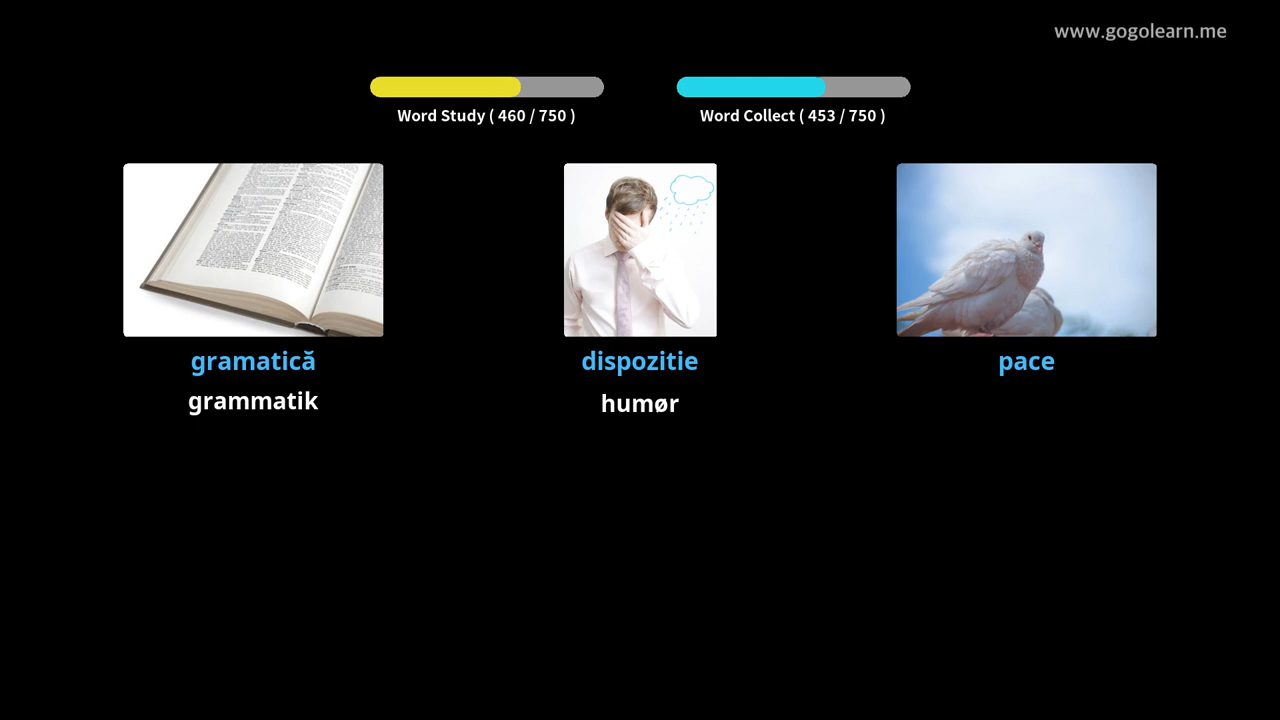 www.gogolearn.me
Word Study ( 460 / 750 )
Word Collect ( 453 / 750 )
gramatică
dispozitie
pace
grammatik
humør